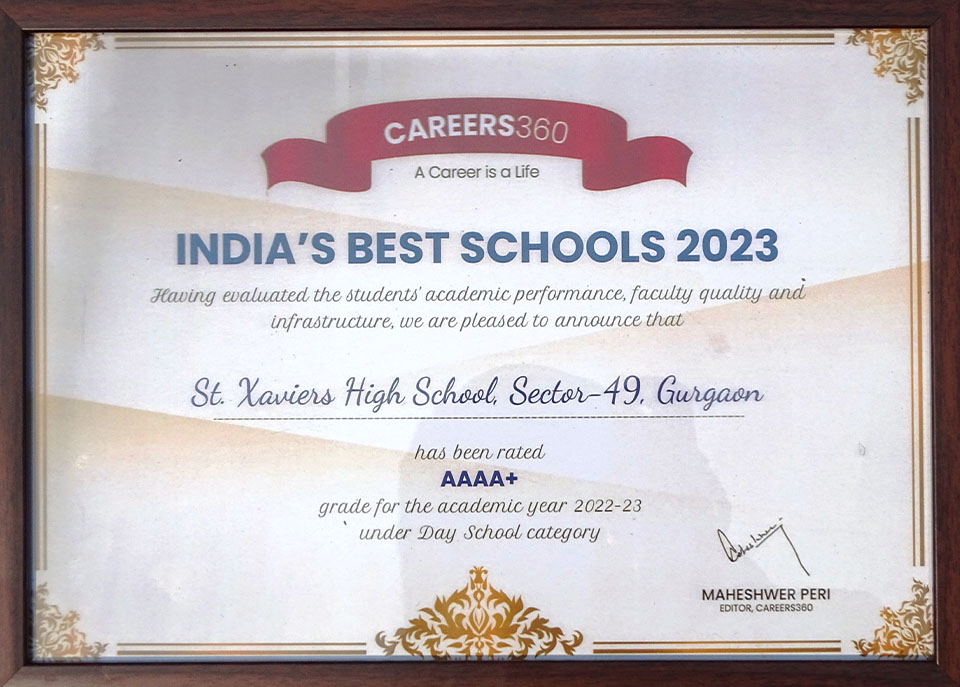 CAREERS360
A Career is a Life
INDIA'S BEST SCHOOLS 2023
Having evaluated the students' academic performance, faculty quality and
infrastructure, we are pleased to announce that
St. Xaviers High School, Sector-49, Gurgaon
has been rated
AAAA+
grade for the academic year 2022-23
under Day School category
MAHESHWER PERI
EDITOR, CAREERS360